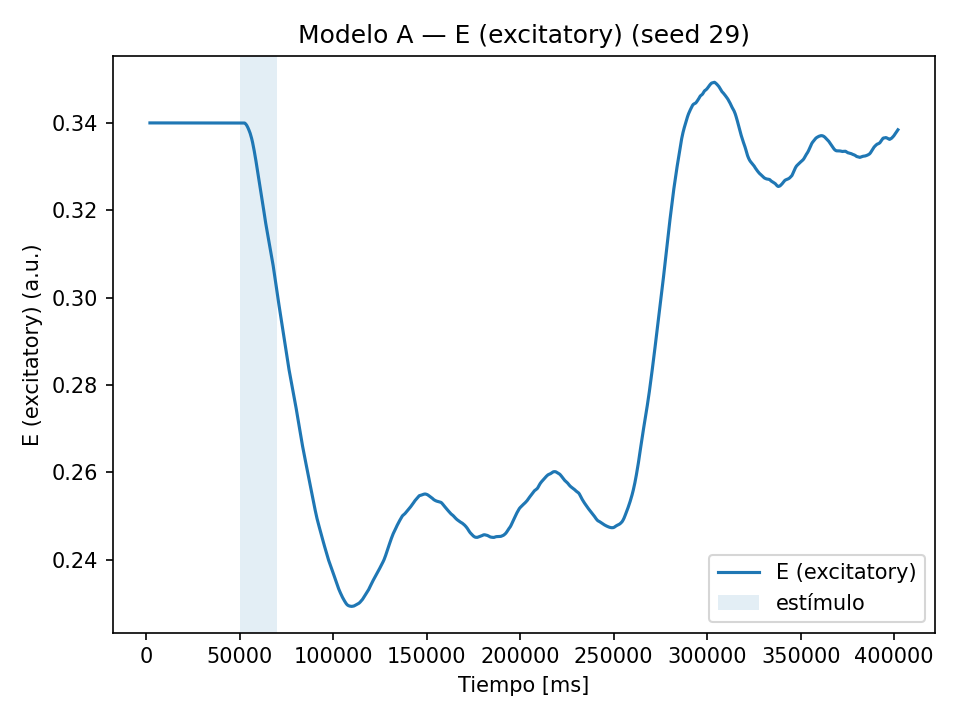 Modelo A — E (excitatory) (seed 29)
E (excitatory) (a.u.)
0.34
0.32
0.30
0.28
0.26
0.24
E (excitatory)
estímulo
0 50000 100000 150000 200000 250000 300000 350000 400000
Tiempo [ms]